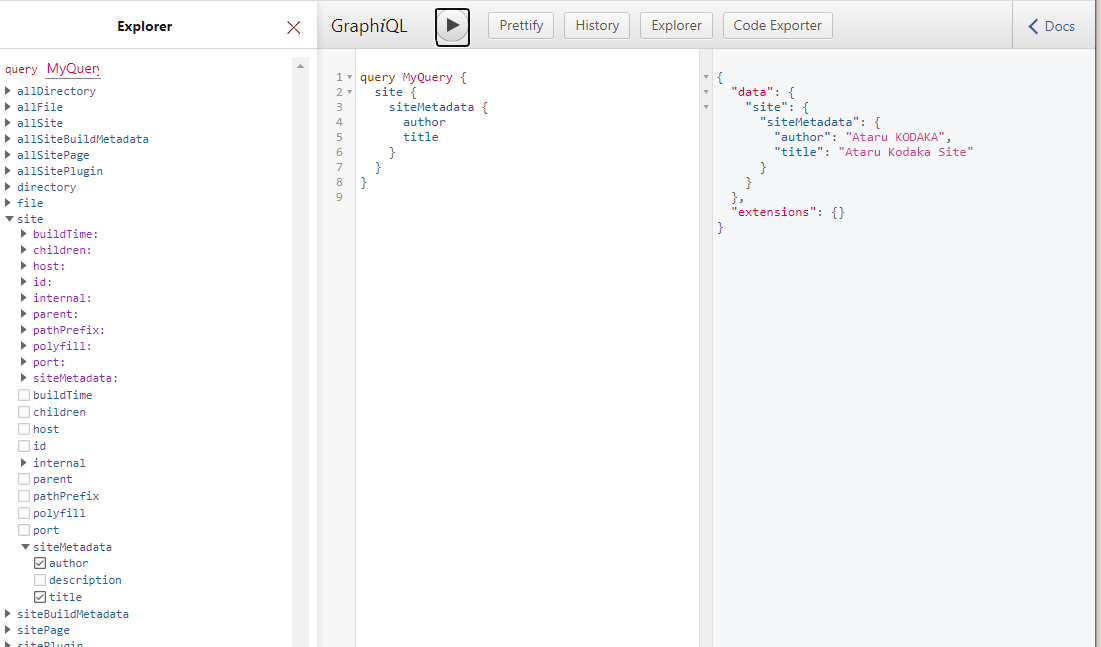 Explorer
query MyQuery
allDirectory
allFile
allSite
allSiteBuildMetadata
allSitePage
allSitePlugin
directory
file
site
buildTime:
children:
host:
id:
internal:
parent:
pathPrefix:
polyfill:
port:
siteMetadata:
buildTime
children
host
id
internal
parent
pathPrefix
polyfill
port
siteMetadata
author
description
title
siteBuildMetadata
sitePage
sitePlugin
GraphiQL
Prettify
History
Explorer
Code Exporter
Docs
1 query MyQuery {
2 site {
3 siteMetadata {
4 author
5 title
6 }
7 }
8 }
9
{
"data": {
"site": {
"siteMetadata": {
"author": "Ataru KODAKA",
"title": "Ataru Kodaka Site"
}
}
},
"extensions": {}
}